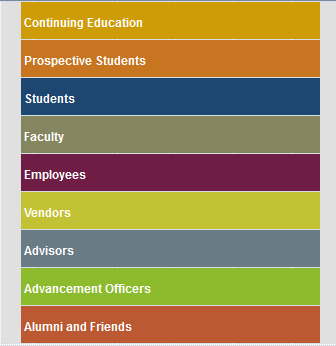 Continuing Education
Prospective Students
Students
Faculty
Employees
Vendors
Advisors
Advancement Officers
Alumni and Friends